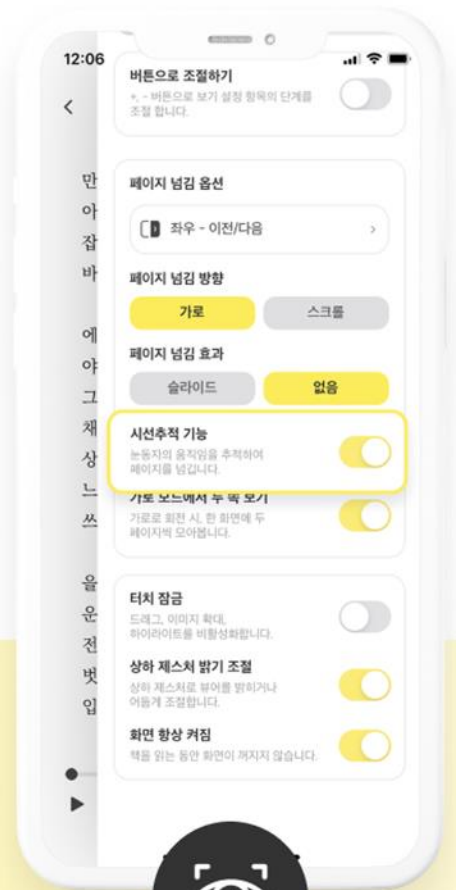 12:06
버튼으로 조절하기
+, - 버튼으로 보기 설정 항목의 단계를
조절 합니다.
만
아
잡
바
에
야
그
채
상
느
쓰
을
운
전
벗
입
페이지 넘김 옵션
좌우 - 이전/다음
페이지 넘김 방향
가로
스크롤
페이지 넘김 효과
슬라이드
없음
시선추적 기능
눈동자의 움직임을 추적하여
페이지를 넘깁니다.
가로 모드에서 두 쪽 보기
가로로 회전 시, 한 화면에 두
페이지씩 모아봅니다.
터치 잠금
드래그, 이미지 확대,
하이라이트를 비활성화합니다.
상하 제스처 밝기 조절
상하 제스처로 뷰어를 밝히거나
어둡게 조절합니다.
화면 항상 켜짐
책을 읽는 동안 화면이 꺼지지 않습니다.